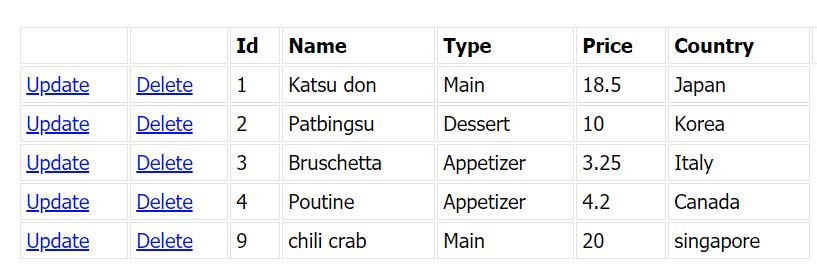 Id Name Type Price Country
Update Delete 1 Katsu don Main 18.5 Japan
Update Delete 2 Patbingsu Dessert 10 Korea
Update Delete 3 Bruschetta Appetizer 3.25 Italy
Update Delete 4 Poutine Appetizer 4.2 Canada
Update Delete 9 chili crab Main 20 singapore